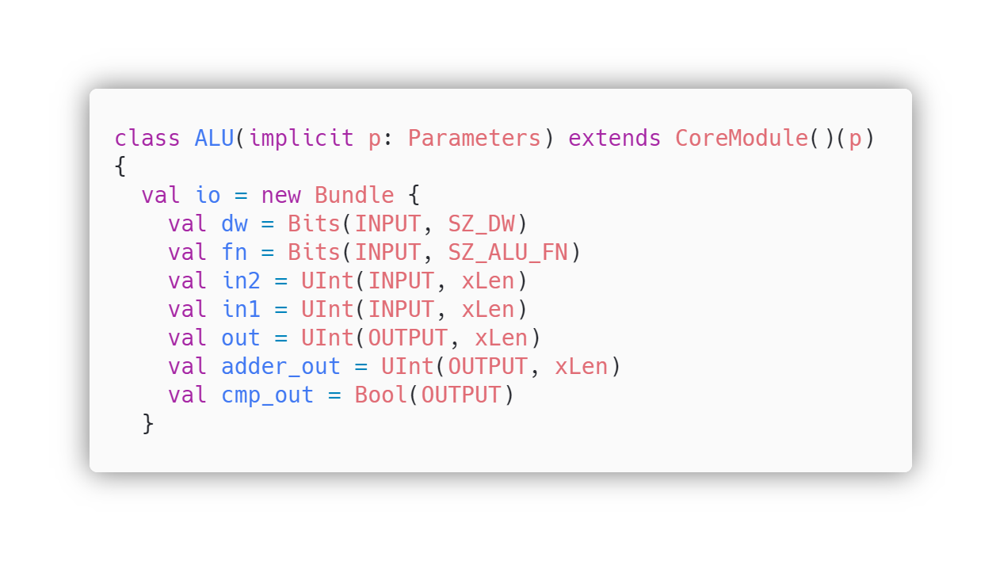 class ALU(implicit p: Parameters) extends CoreModule()(p)
{
  val io = new Bundle {
    val dw = Bits(INPUT, SZ_DW)
    val fn = Bits(INPUT, SZ_ALU_FN)
    val in2 = UInt(INPUT, xLen)
    val in1 = UInt(INPUT, xLen)
    val out = UInt(OUTPUT, xLen)
    val adder_out = UInt(OUTPUT, xLen)
    val cmp_out = Bool(OUTPUT)
  }